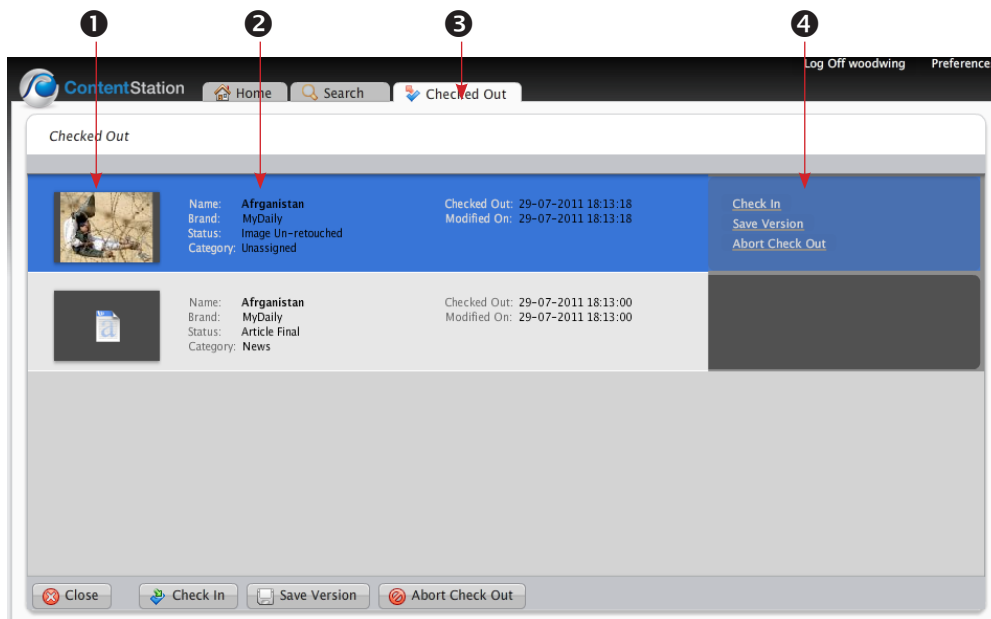 1 2 3 4
Log Off woodwing Preference
ContentStation Home Search Checked Out
Checked Out
Name: Afrganistan Checked Out: 29-07-2011 18:13:18 Check In
Brand: MyDaily Modified On: 29-07-2011 18:13:18 Save Version
Status: Image Un-retouched
Category: Unassigned Abort Check Out
Name: Afrganistan Checked Out: 29-07-2011 18:13:00
Brand: MyDaily Modified On: 29-07-2011 18:13:00
Status: Article Final
Category: News
a
Close Check In Save Version Abort Check Out